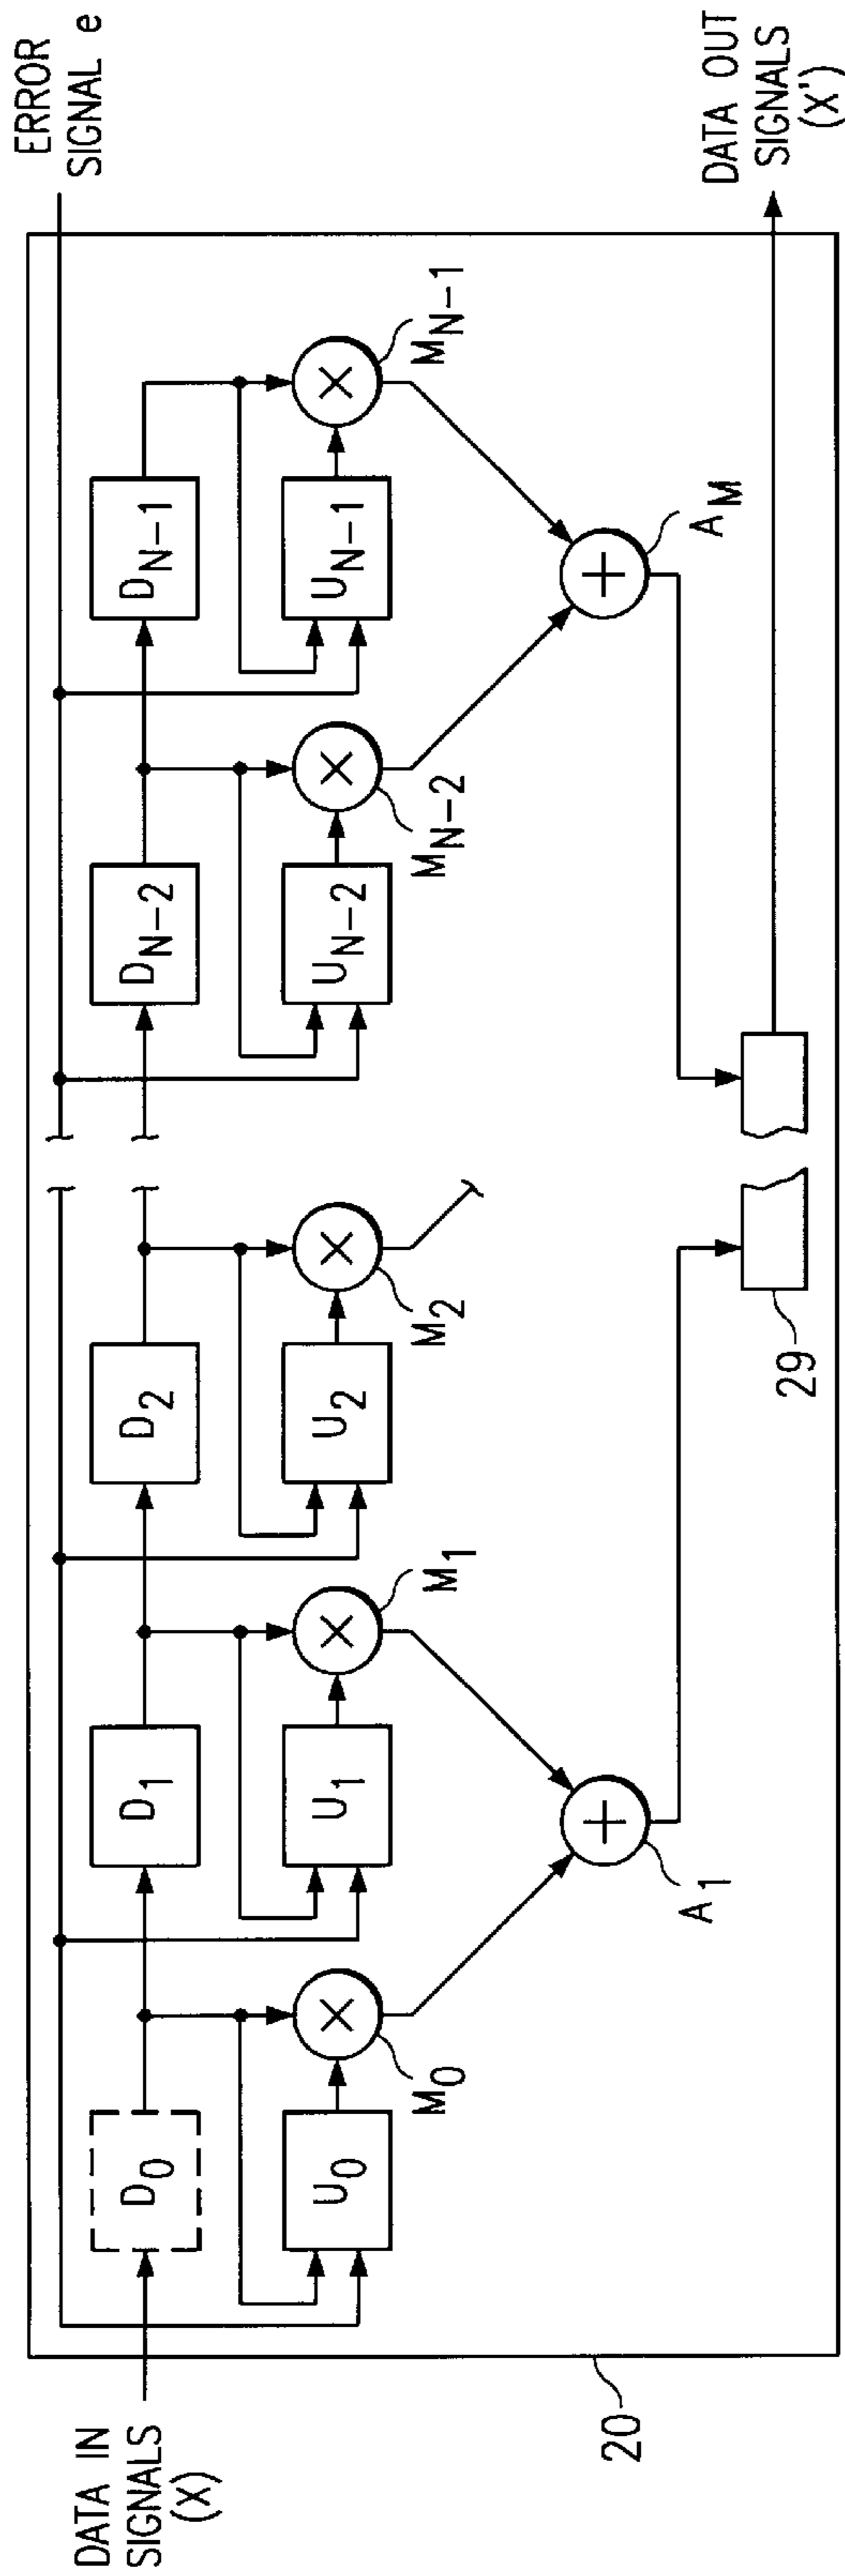 ERROR
SIGNAL e
DATA IN
SIGNALS
(X)
D0
D1
D2
DN-2
DN-1
U0
U1
U2
UN-2
UN-1
×
×
×
×
×
M0
M1
M2
MN-2
MN-1
+
+
A1
AM
29
20
DATA OUT
SIGNALS
(X')